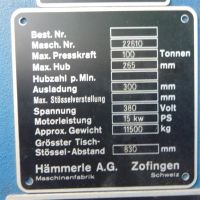 Best. Nr.
Masch. Nr. 22610
Max. Presskraft 100 Tonnen
Max. Hub 265 mm
Hubzahl p. Min.
Ausladung 300 mm
Max. Stösselverstellung mm
Spannung 380 Volt
Motorleistung 15 kw PS
Approx. Gewicht 11500 kg
Grösster Tisch-
Stössel-Abstand 630 mm
Hämmerle A.G. Zofingen
Maschinenfabrik Schweiz